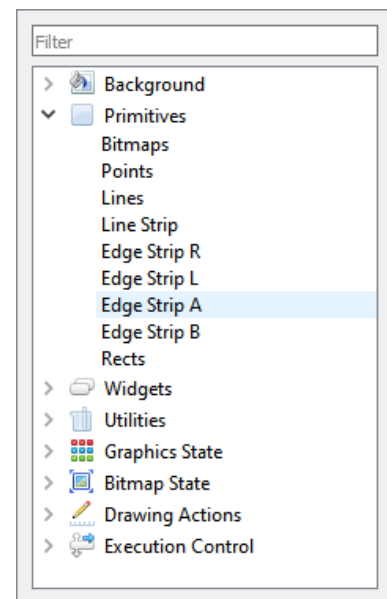 Filter
Background
Primitives
Bitmaps
Points
Lines
Line Strip
Edge Strip R
Edge Strip L
Edge Strip A
Edge Strip B
Rects
Widgets
Utilities
Graphics State
Bitmap State
Drawing Actions
Execution Control